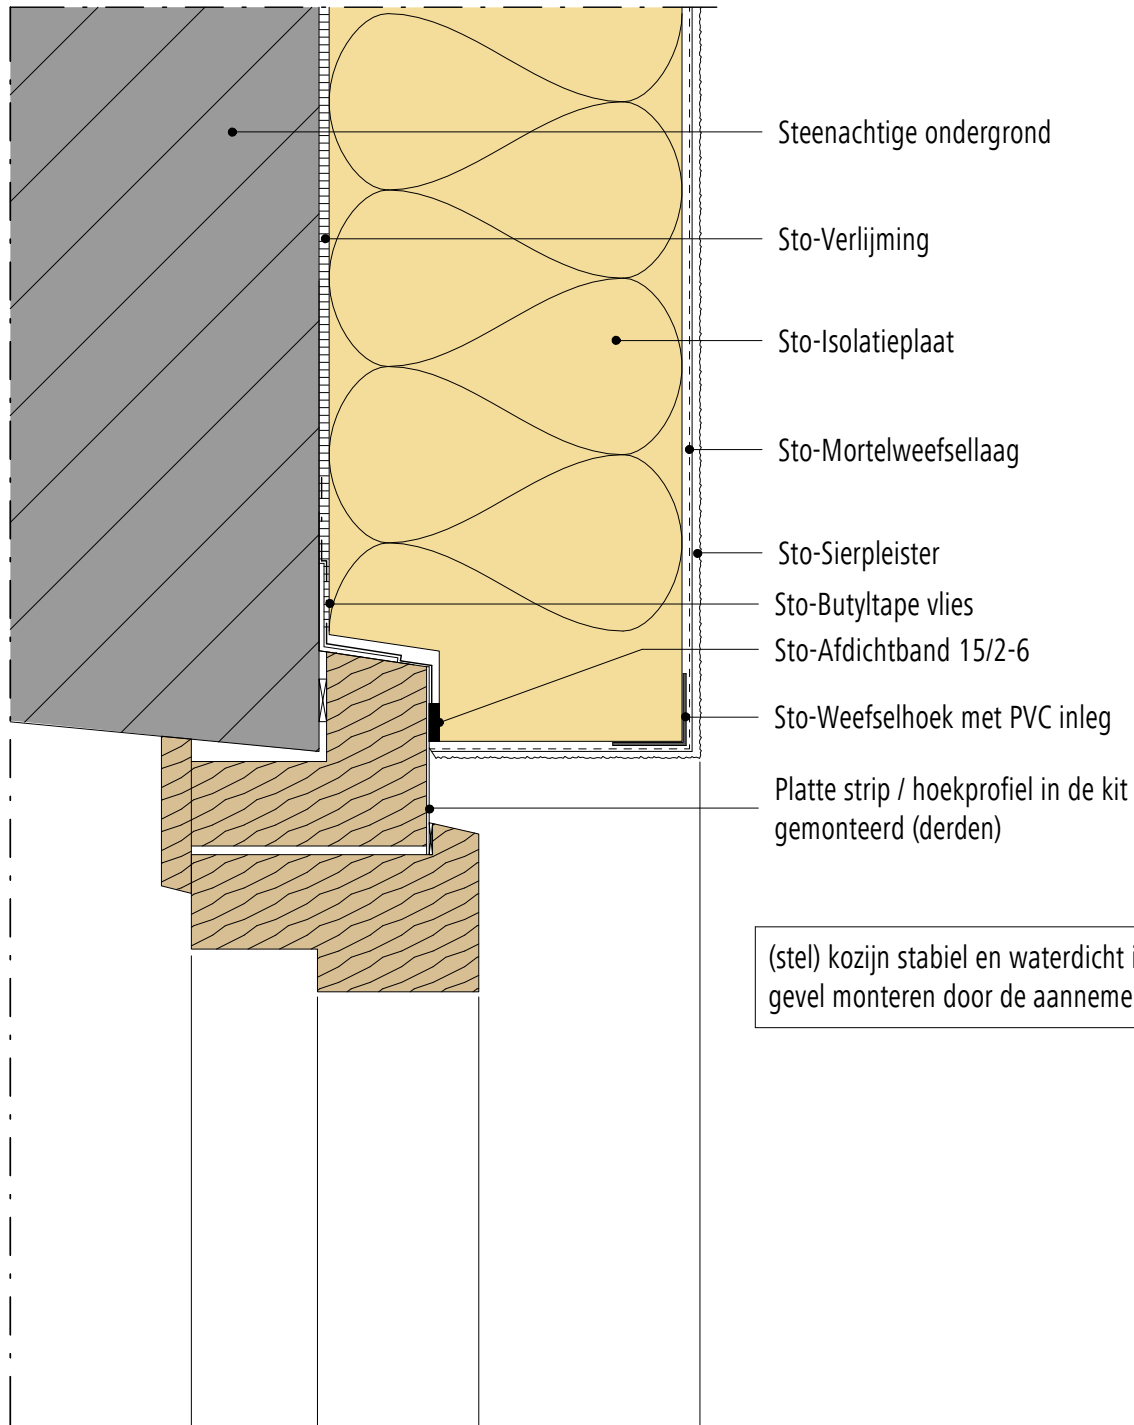 Steenachtige ondergrond
Sto-Verlijming
Sto-Isolatieplaat
Sto-Mortelweefsellaag
Sto-Sierpleister
Sto-Butyltape vlies
Sto-Afdichtband 15/2-6
Sto-Weefselhoek met PVC inleg
Platte strip / hoekprofiel in de kit
gemonteerd (derden)
(stel) kozijn stabiel en waterdicht
gevel monteren door de